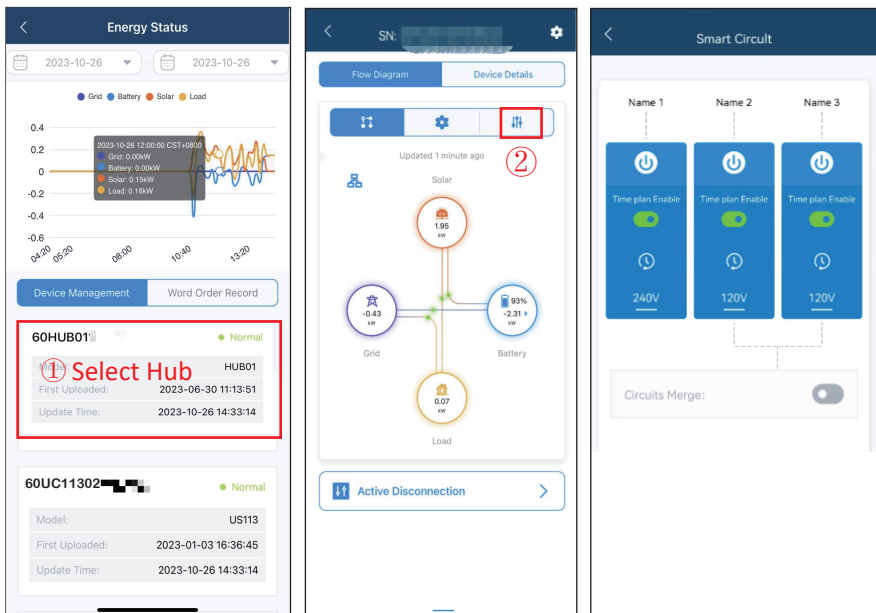 Energy Status
2023-10-26
2023-10-26
Grid Battery Solar Load
0.4
0.2
0
-0.2
-0.4
-0.6
2023-10-26 12:00:00 CST+0800
Grid: 0.00kW
Battery: 0.00kW
Solar: 0.15kW
Load: 0.16kW
04:20 05:20 08:00 10:40 13:20
Device Management Word Order Record
60HUB01
Normal
① Select Hub
HUB01
First Uploaded: 2023-06-30 11:13:51
Update Time: 2023-10-26 14:33:14
60UC11302
Normal
Model: US113
First Uploaded: 2023-01-03 16:36:45
Update Time: 2023-10-26 14:33:14
SN:
Flow Diagram Device Details
②
Updated 1 minute ago
Solar
1.95
kW
-0.43
kW
93%
-2.31
kW
Grid
Battery
0.07
kW
Load
Active Disconnection
Smart Circuit
Name 1 Name 2 Name 3
Time plan Enable Time plan Enable Time plan Enable
240V 120V 120V
Circuits Merge: